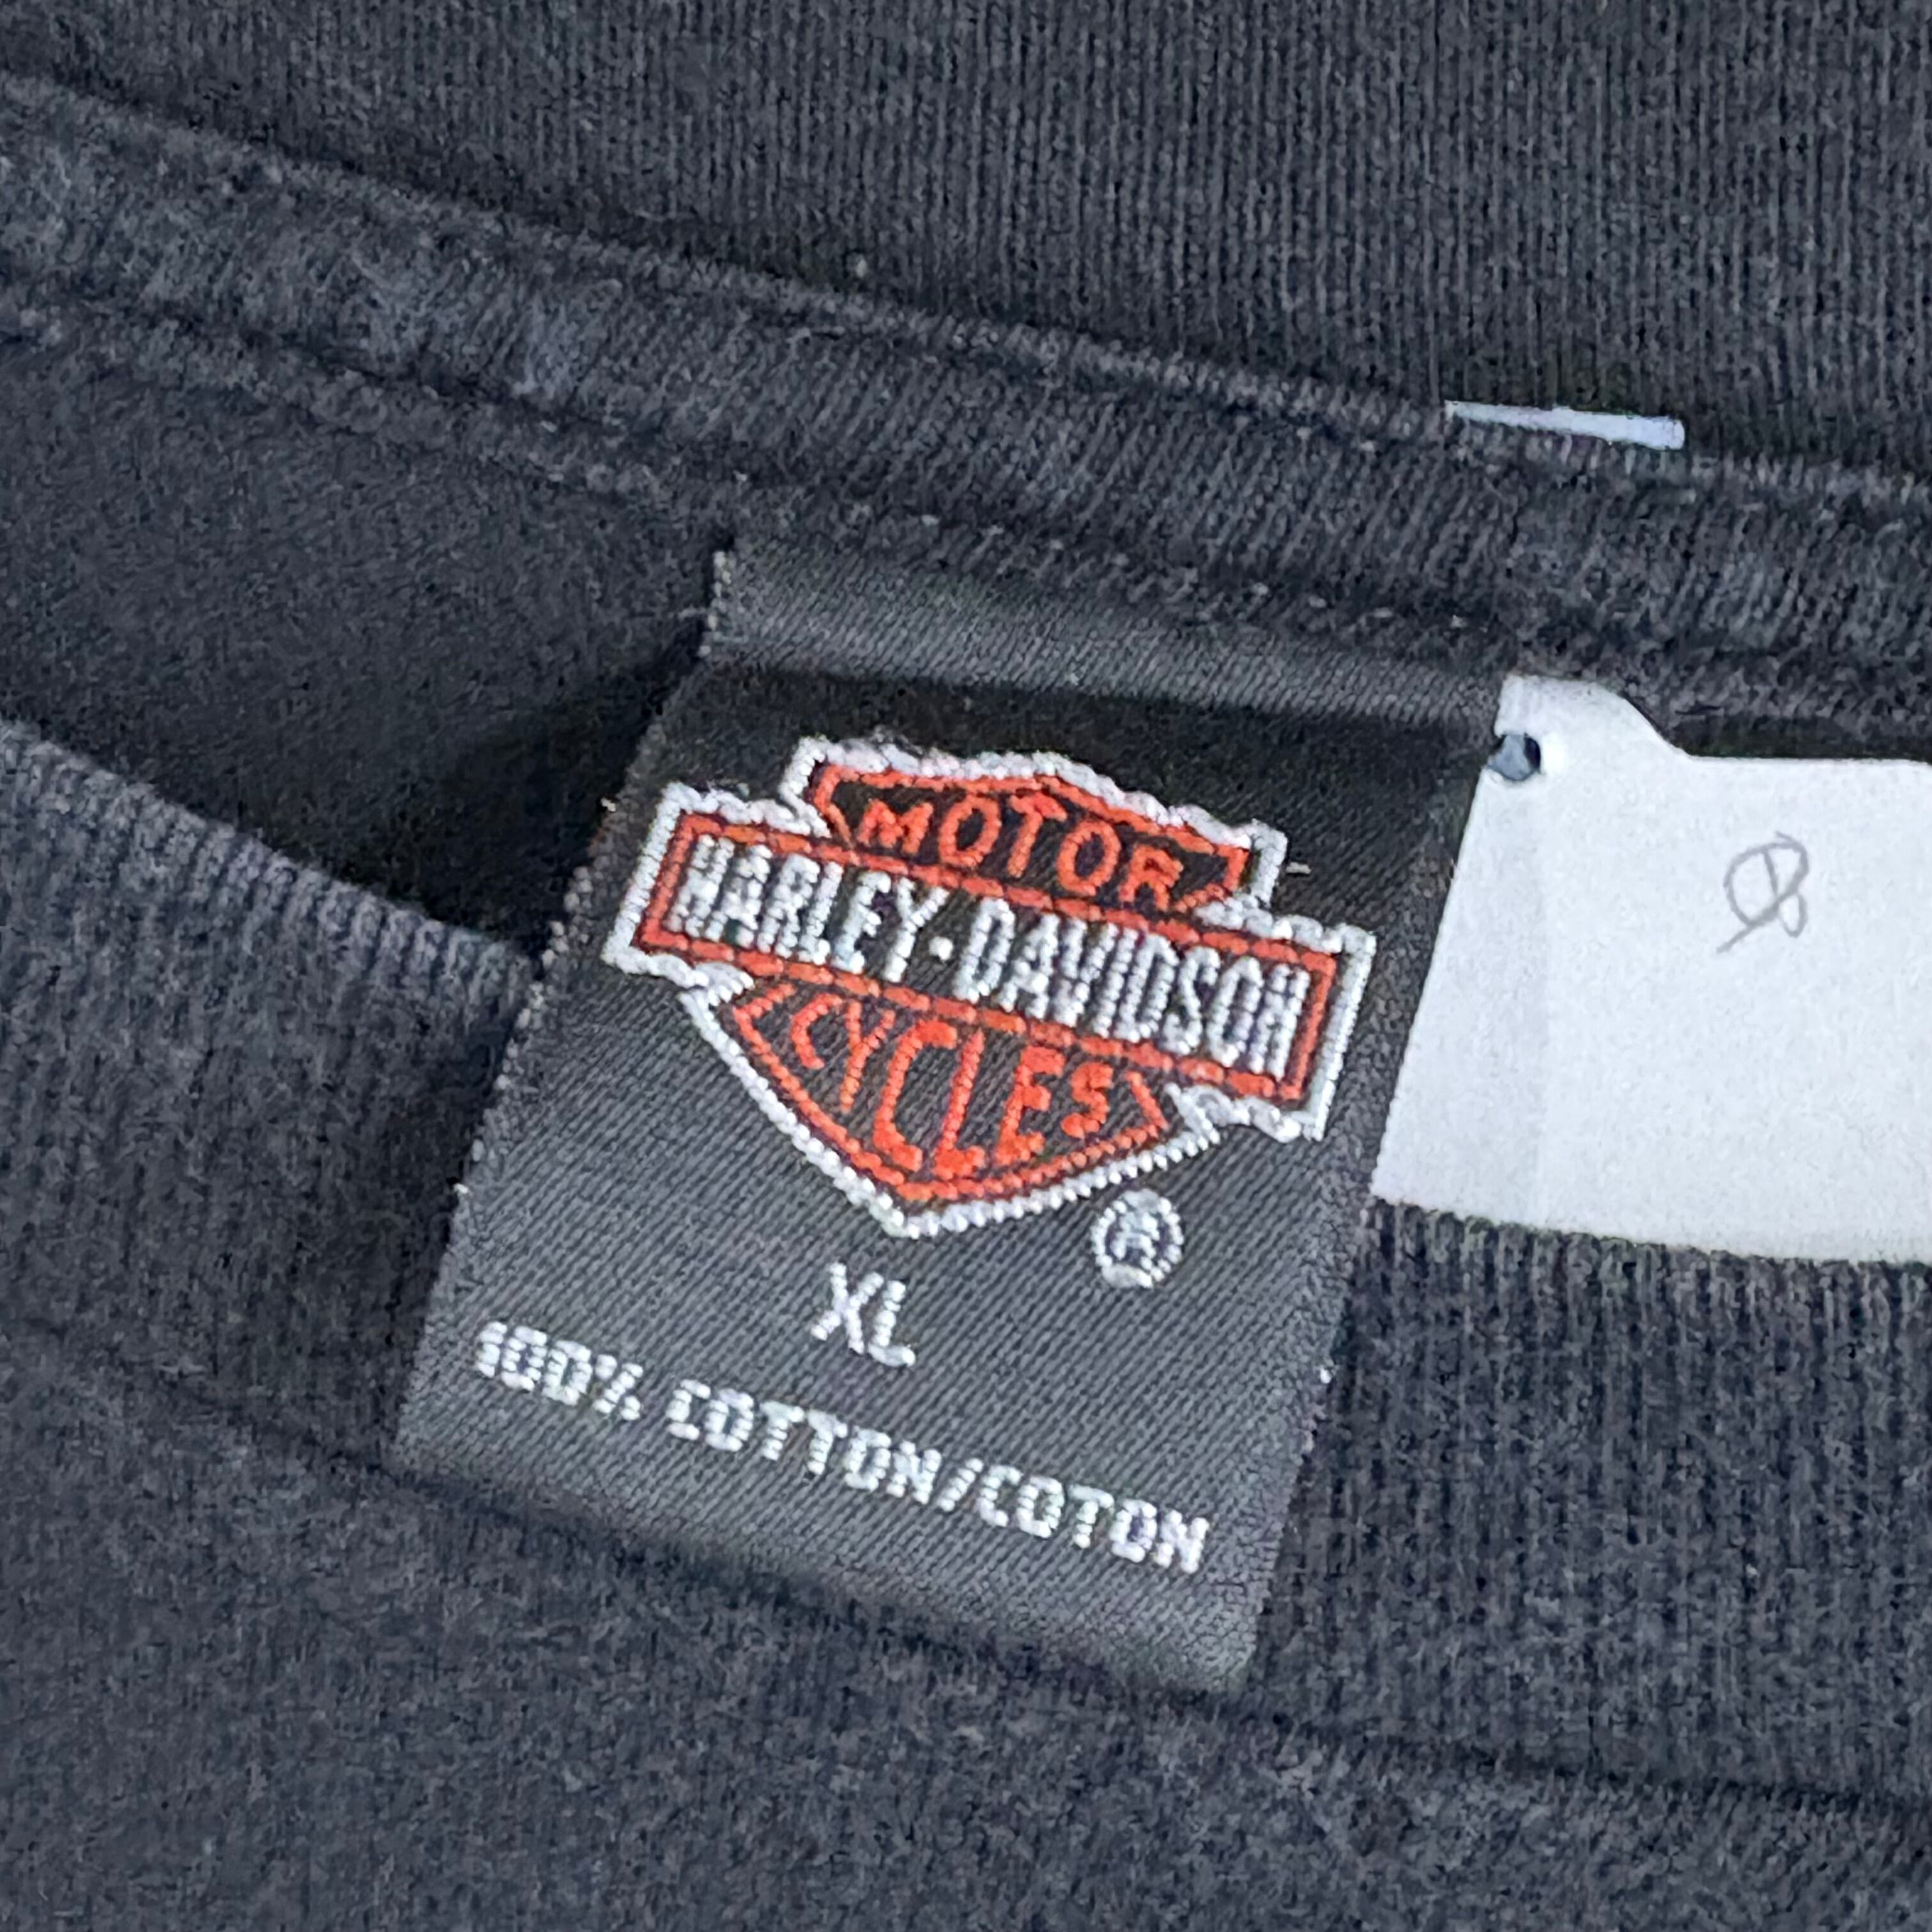 MOTOR
HARLEY-DAVIDSON
CYCLES
®
XL
100% COTTON/COTON